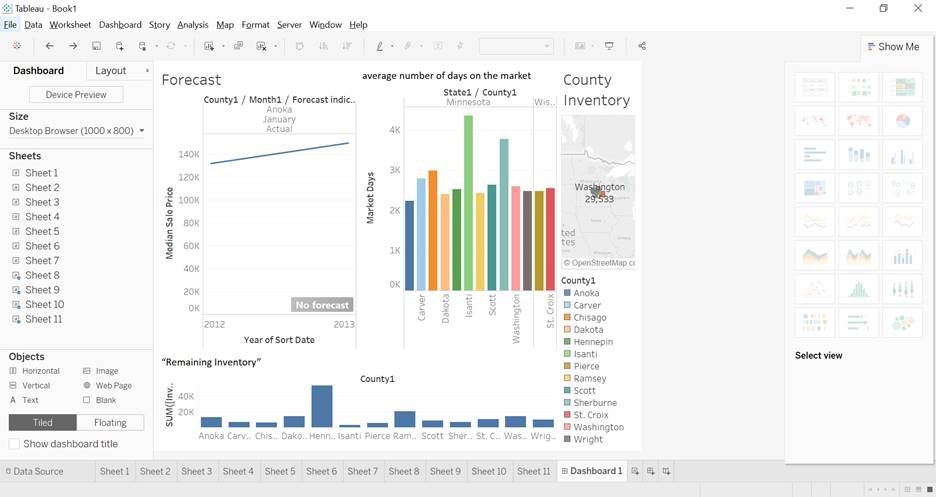 Tableau - Book1
File Data Worksheet Dashboard Story Analysis Map Format Server Window Help
Show Me
Dashboard Layout
Device Preview
Size
Desktop Browser (1000 x 800)
Sheets
Sheet 1
Sheet 2
Sheet 3
Sheet 4
Sheet 5
Sheet 6
Sheet 7
Sheet 8
Sheet 9
Sheet 10
Sheet 11
Objects
Horizontal Image
Vertical Web Page
A Text Blank
Tiled Floating
Show dashboard title
Forecast
County1 / Month1 / Forecast indic..
Anoka
January
Actual
Median Sale Price
140K
120K
100K
80K
60K
40K
20K
0K
No forecast
2012 2013
Year of Sort Date
average number of days on the market
State1 / County1
Minnesota Wis..
Market Days
4K
3K
2K
1K
0K
Carver Dakota Isanti Scott Washington St. Croix
County
Inventory
Washington
29,533
ted
tes
© OpenStreetMap co
County1
Anoka
Carver
Chisago
Dakota
Hennepin
Isanti
Pierce
Ramsey
Scott
Sherburne
St. Croix
Washington
Wright
“Remaining Inventory”
County1
SUM([Inv..
40K
20K
Anoka Carv.. Chis.. Dako.. Henn.. Isanti Pierce Ram.. Scott Sher.. St. C.. Was.. Wrig..
Select view
Data Source Sheet 1 Sheet 2 Sheet 3 Sheet 4 Sheet 5 Sheet 6 Sheet 7 Sheet 8 Sheet 9 Sheet 10 Sheet 11 Dashboard 1